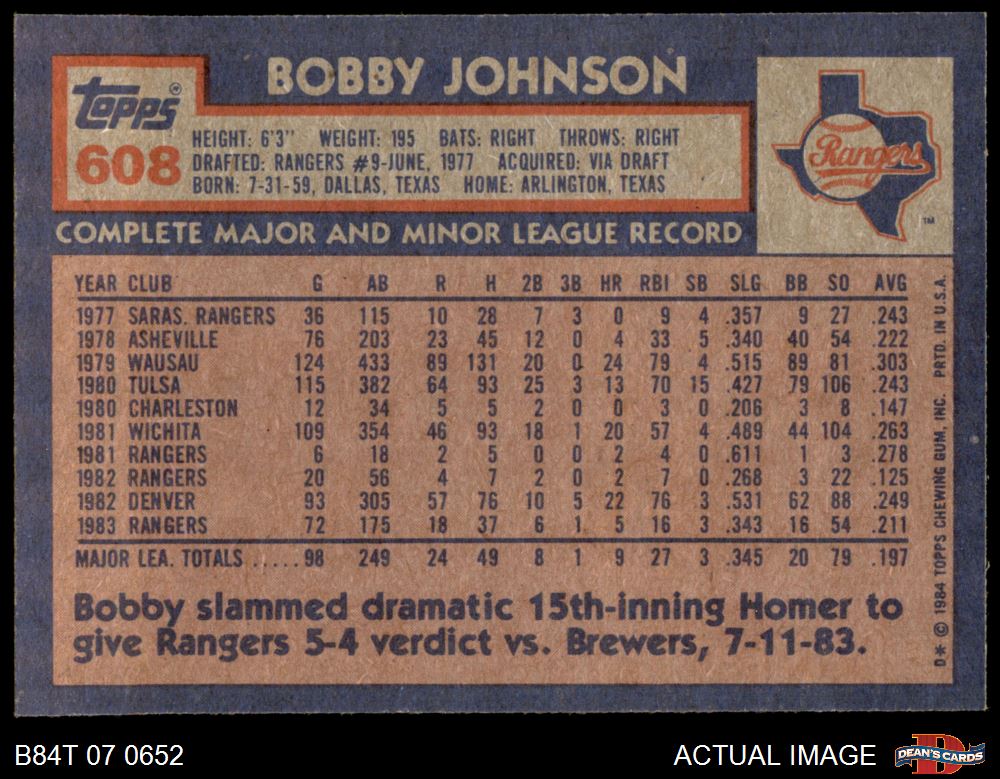 BOBBY JOHNSON
Topps®
608
HEIGHT: 6'3'' WEIGHT: 195 BATS: RIGHT THROWS: RIGHT
DRAFTED: RANGERS #9-JUNE, 1977 ACQUIRED: VIA DRAFT
BORN: 7-31-59, DALLAS, TEXAS HOME: ARLINGTON, TEXAS
Rangers
TM
COMPLETE MAJOR AND MINOR LEAGUE RECORD
YEAR CLUB G AB R H 2B 3B HR RBI SB SLG BB SO AVG
1977 SARAS. RANGERS 36 115 10 28 7 3 0 9 4 .357 9 27 .243
1978 ASHEVILLE 76 203 23 45 12 0 4 33 5 .340 40 54 .222
1979 WAUSAU 124 433 89 131 20 0 24 79 4 .515 89 81 .303
1980 TULSA 115 382 64 93 25 3 13 70 15 .427 79 106 .243
1980 CHARLESTON 12 34 5 5 2 0 0 3 0 .206 3 8 .147
1981 WICHITA 109 354 46 93 18 1 20 57 4 .489 44 104 .263
1981 RANGERS 6 18 2 5 0 0 2 4 0 .611 1 3 .278
1982 RANGERS 20 56 4 7 2 0 2 7 0 .268 3 22 .125
1982 DENVER 93 305 57 76 10 5 22 76 3 .531 62 88 .249
1983 RANGERS 72 175 18 37 6 1 5 16 3 .343 16 54 .211
MAJOR LEA. TOTALS ..... 98 249 24 49 8 1 9 27 3 .345 20 79 .197
Bobby slammed dramatic 15th-inning Homer to
give Rangers 5-4 verdict vs. Brewers, 7-11-83.
D* © 1984 TOPPS CHEWING GUM, INC. PRTD. IN U.S.A.
B84T 07 0652
ACTUAL IMAGE
D
DEAN'S CARDS